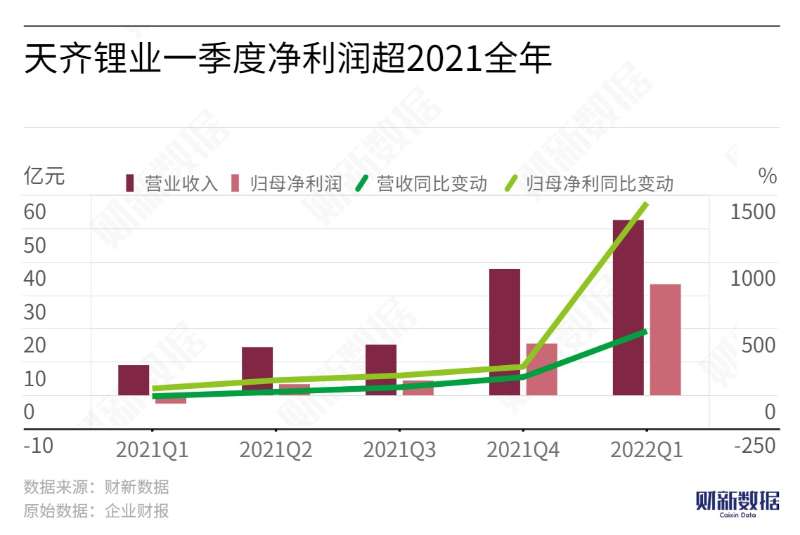 天齐锂业一季度净利润超2021全年
亿元 营业收入 归母净利润 营收同比变动 归母净利同比变动 %
60 1500
50
40 1000
30
20 500
10
0 0
-10 -250
2021Q1 2021Q2 2021Q3 2021Q4 2022Q1
数据来源：财新数据
原始数据：企业财报
财新数据
Caixin Data